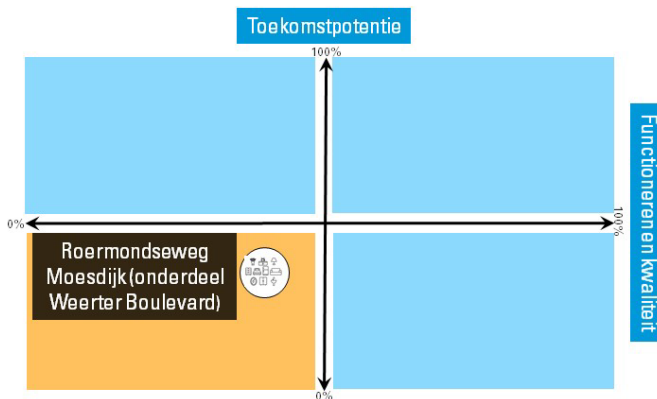 Toekomstpotentie
100%
Functioneren en kwaliteit
0%
100%
Roermondseweg
Moesdijk (onderdeel
Weerter Boulevard)
0%